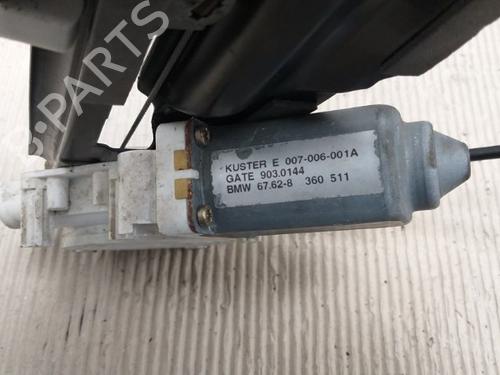 B-PARTS
KUSTER E 007-006-001A
GATE 903.0144
BMW 67.62-8 360 511